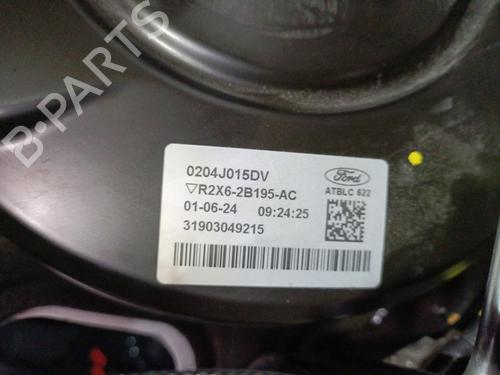 B-PARTS
0204J015DV
Ford
▽R2X6-2B195-AC
ATBLC 622
01-06-24 09:24:25
31903049215